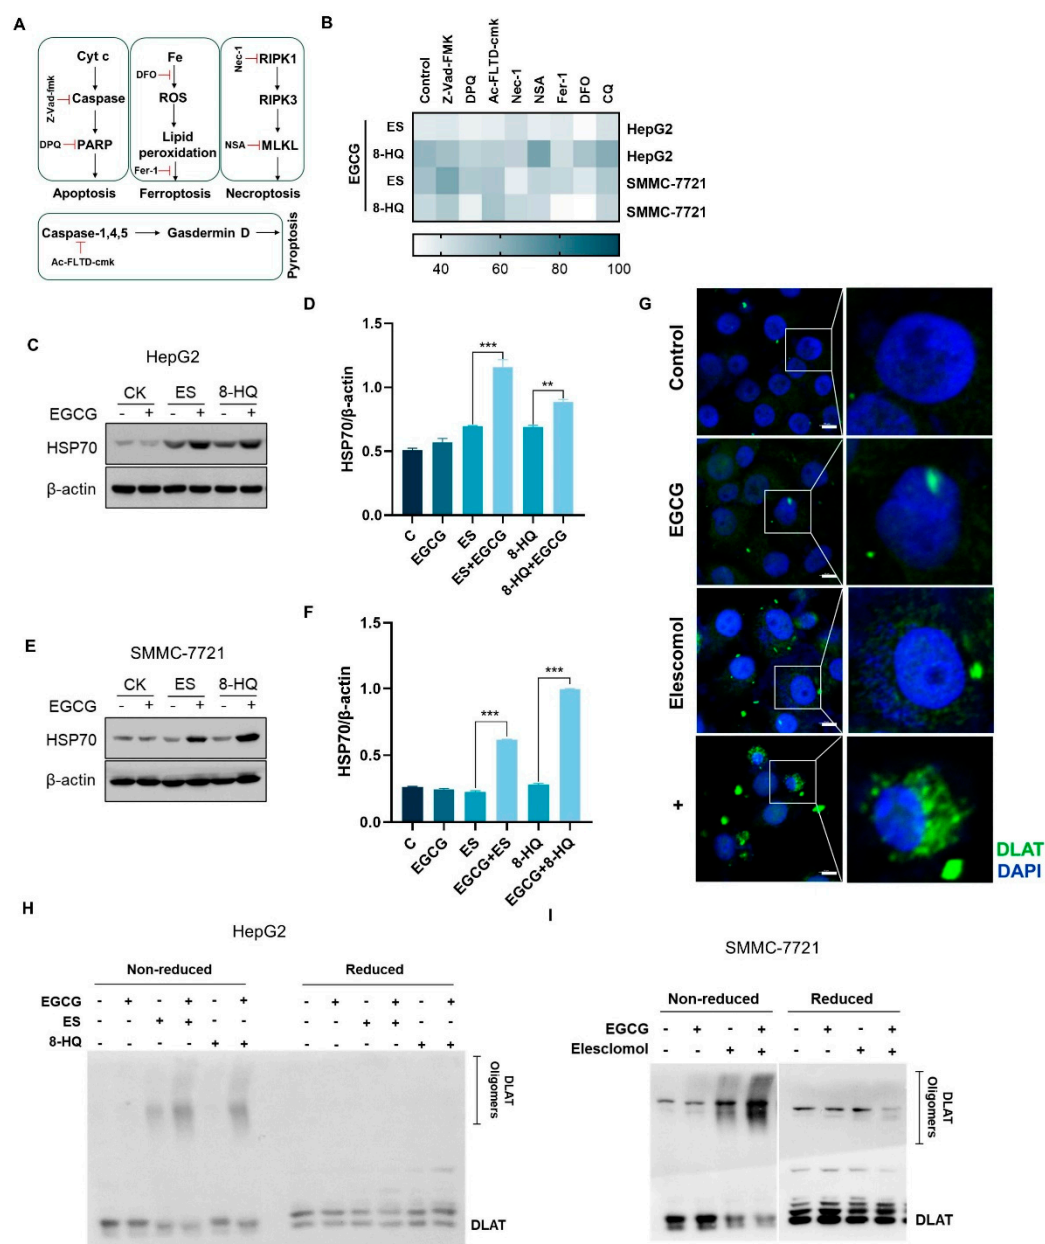 A
Cyt c
Z-Vad-fmk
Caspase
DPQ
PARP
Apoptosis
Fe
DFO
ROS
Lipid
peroxidation
Fer-1
Ferroptosis
Nec-1
RIPK1
RIPK3
NSA
MLKL
Necroptosis
Caspase-1,4,5
Gasdermin D
Ac-FLTD-cmk
Pyroptosis
B
Control
Z-Vad-FMK
DPQ
Ac-FLTD-cmk
Nec-1
NSA
Fer-1
DFO
CQ
EGCG
ES
HepG2
8-HQ
HepG2
ES
SMMC-7721
8-HQ
SMMC-7721
40 60 80 100
C
HepG2
CK ES 8-HQ
EGCG - + - + - +
HSP70
β-actin
D
HSP70/β-actin
1.5
1.0
0.5
0.0
***
**
C
EGCG
ES
ES+EGCG
8-HQ
8-HQ+EGCG
E
SMMC-7721
CK ES 8-HQ
EGCG - + - + - +
HSP70
β-actin
F
HSP70/β-actin
1.5
1.0
0.5
0.0
***
***
C
EGCG
ES
EGCG+ES
8-HQ
EGCG+8-HQ
G
Control
EGCG
Elescomol
+
DLAT
DAPI
H
HepG2
Non-reduced Reduced
EGCG - + - + - + - + - + - +
ES - - + + - - - - + + - -
8-HQ - - - - + + - - - - + +
DLAT
Oligomers
DLAT
I
SMMC-7721
Non-reduced Reduced
EGCG - + - + - + - +
Elesclomol - - + + - - + +
DLAT
Oligomers
DLAT